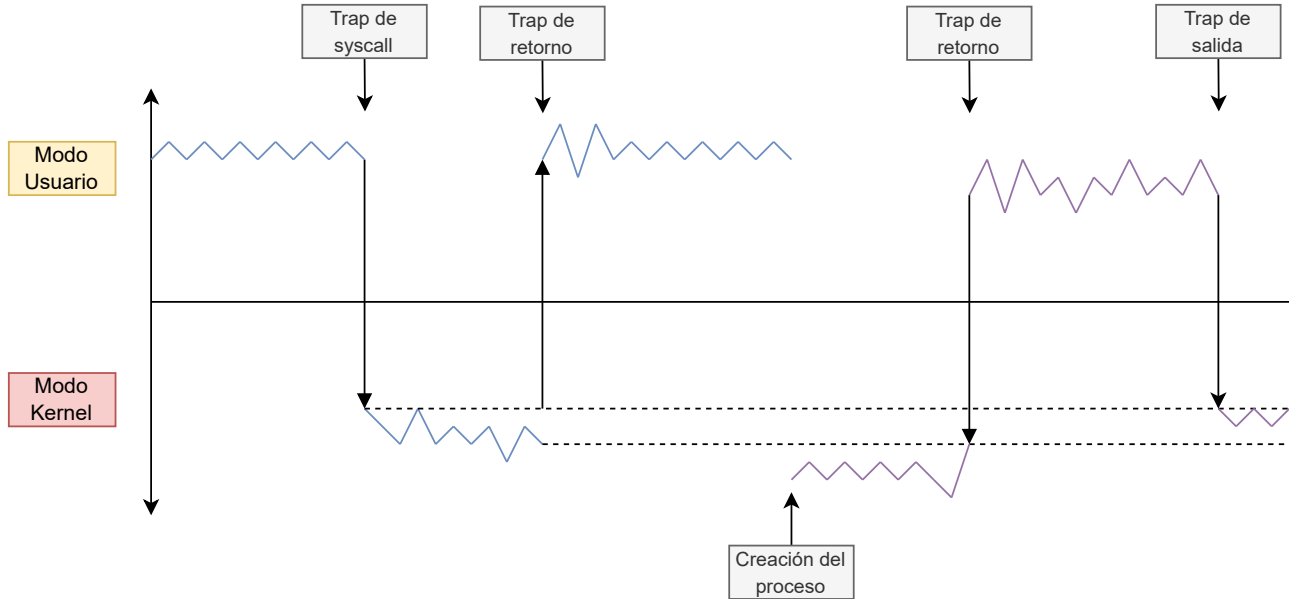 Trap de
syscall
Trap de
retorno
Trap de
retorno
Trap de
salida
Modo
Usuario
Modo
Kernel
Creación del
proceso